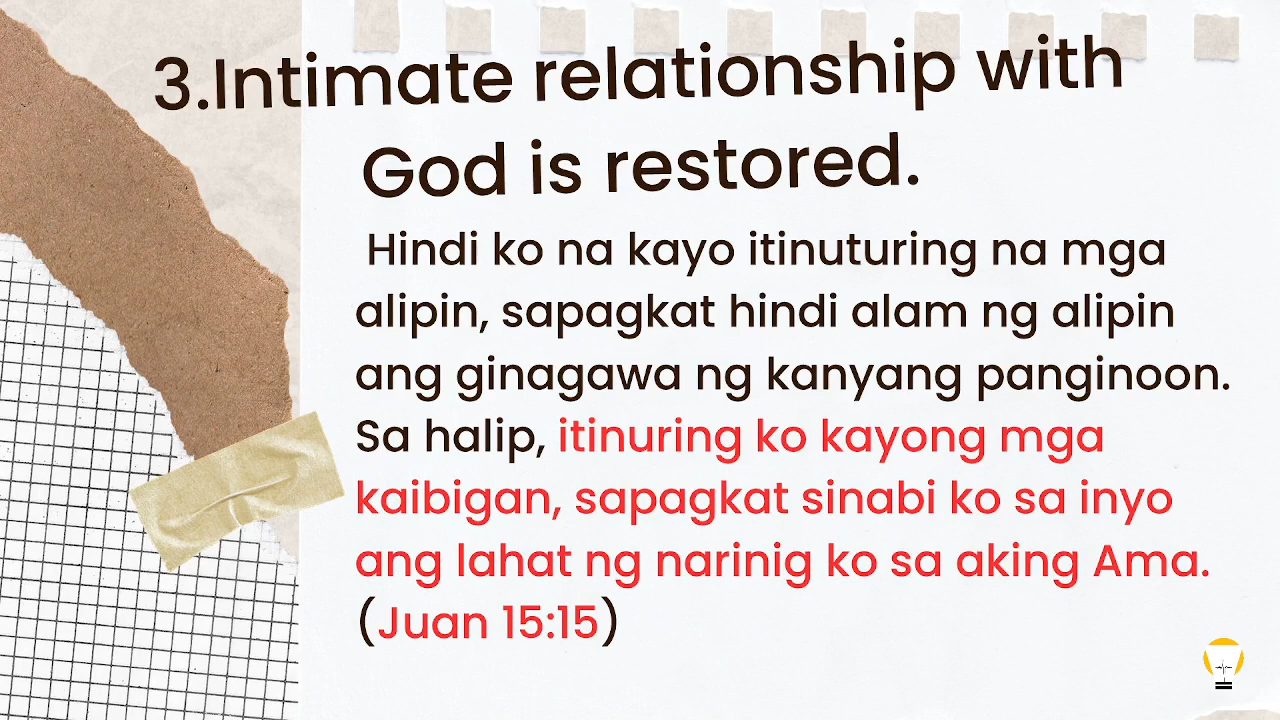 3.Intimate relationship with
God is restored.
Hindi ko na kayo itinuturing na mga
alipin, sapagkat hindi alam ng alipin
ang ginagawa ng kanyang panginoon.
Sa halip, itinuring ko kayong mga
kaibigan, sapagkat sinabi ko sa inyo
ang lahat ng narinig ko sa aking Ama.
(Juan 15:15)